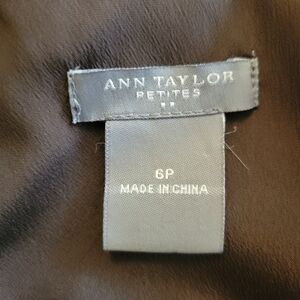 ANN TAYLOR
PETITES
6P
MADE IN CHINA